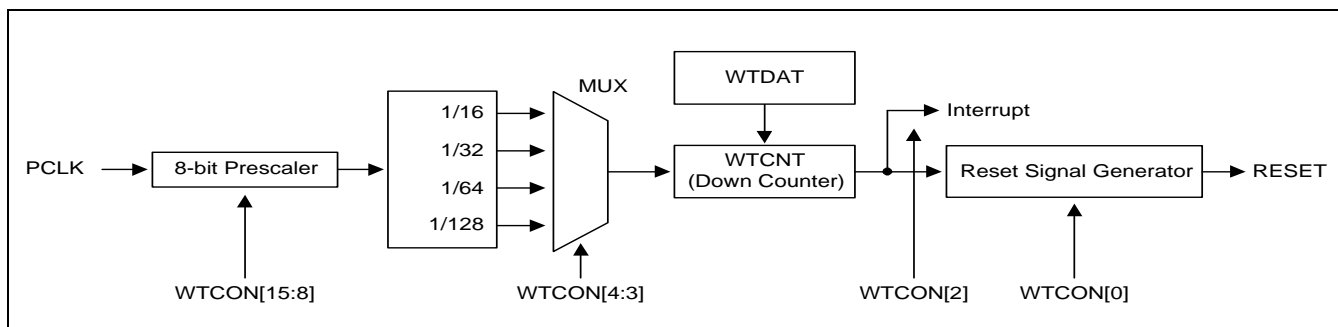 WTDAT
MUX
1/16
Interrupt
PCLK
8-bit Prescaler
1/32
WTCNT
(Down Counter)
Reset Signal Generator
RESET
1/64
1/128
WTCON[15:8]
WTCON[4:3]
WTCON[2]
WTCON[0]